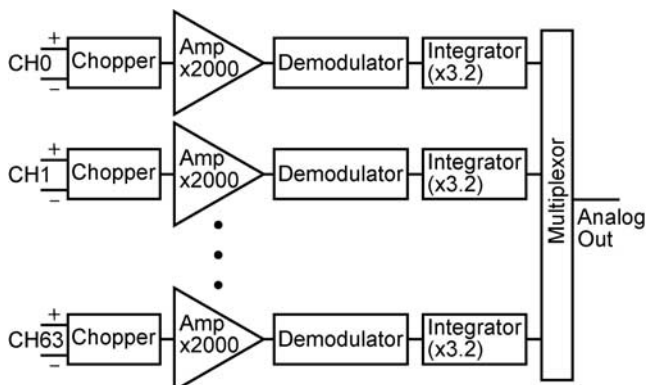 +
CH0
−
Chopper
Amp
x2000
Demodulator
Integrator
(x3.2)
+
CH1
−
Chopper
Amp
x2000
Demodulator
Integrator
(x3.2)
Multiplexor
Analog
Out
+
CH63
−
Chopper
Amp
x2000
Demodulator
Integrator
(x3.2)